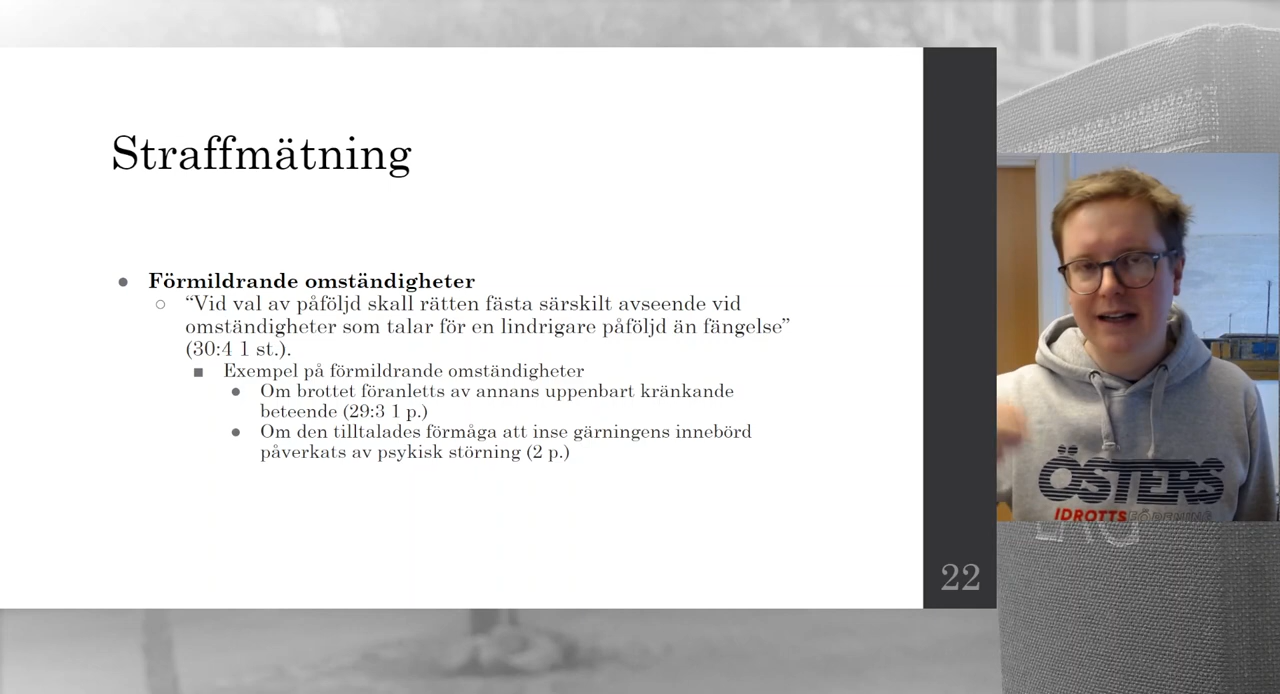 Straffmätning
Förmildrande omständigheter
“Vid val av påföljd skall rätten fästa särskilt avseende vid
omständigheter som talar för en lindrigare påföljd än fängelse”
(30:4 1 st.).
Exempel på förmildrande omständigheter
Om brottet föranletts av annans uppenbart kränkande
beteende (29:3 1 p.)
Om den tilltalades förmåga att inse gärningens innebörd
påverkats av psykisk störning (2 p.)
22
ÖSTERS
IDROTTSFÖRENING